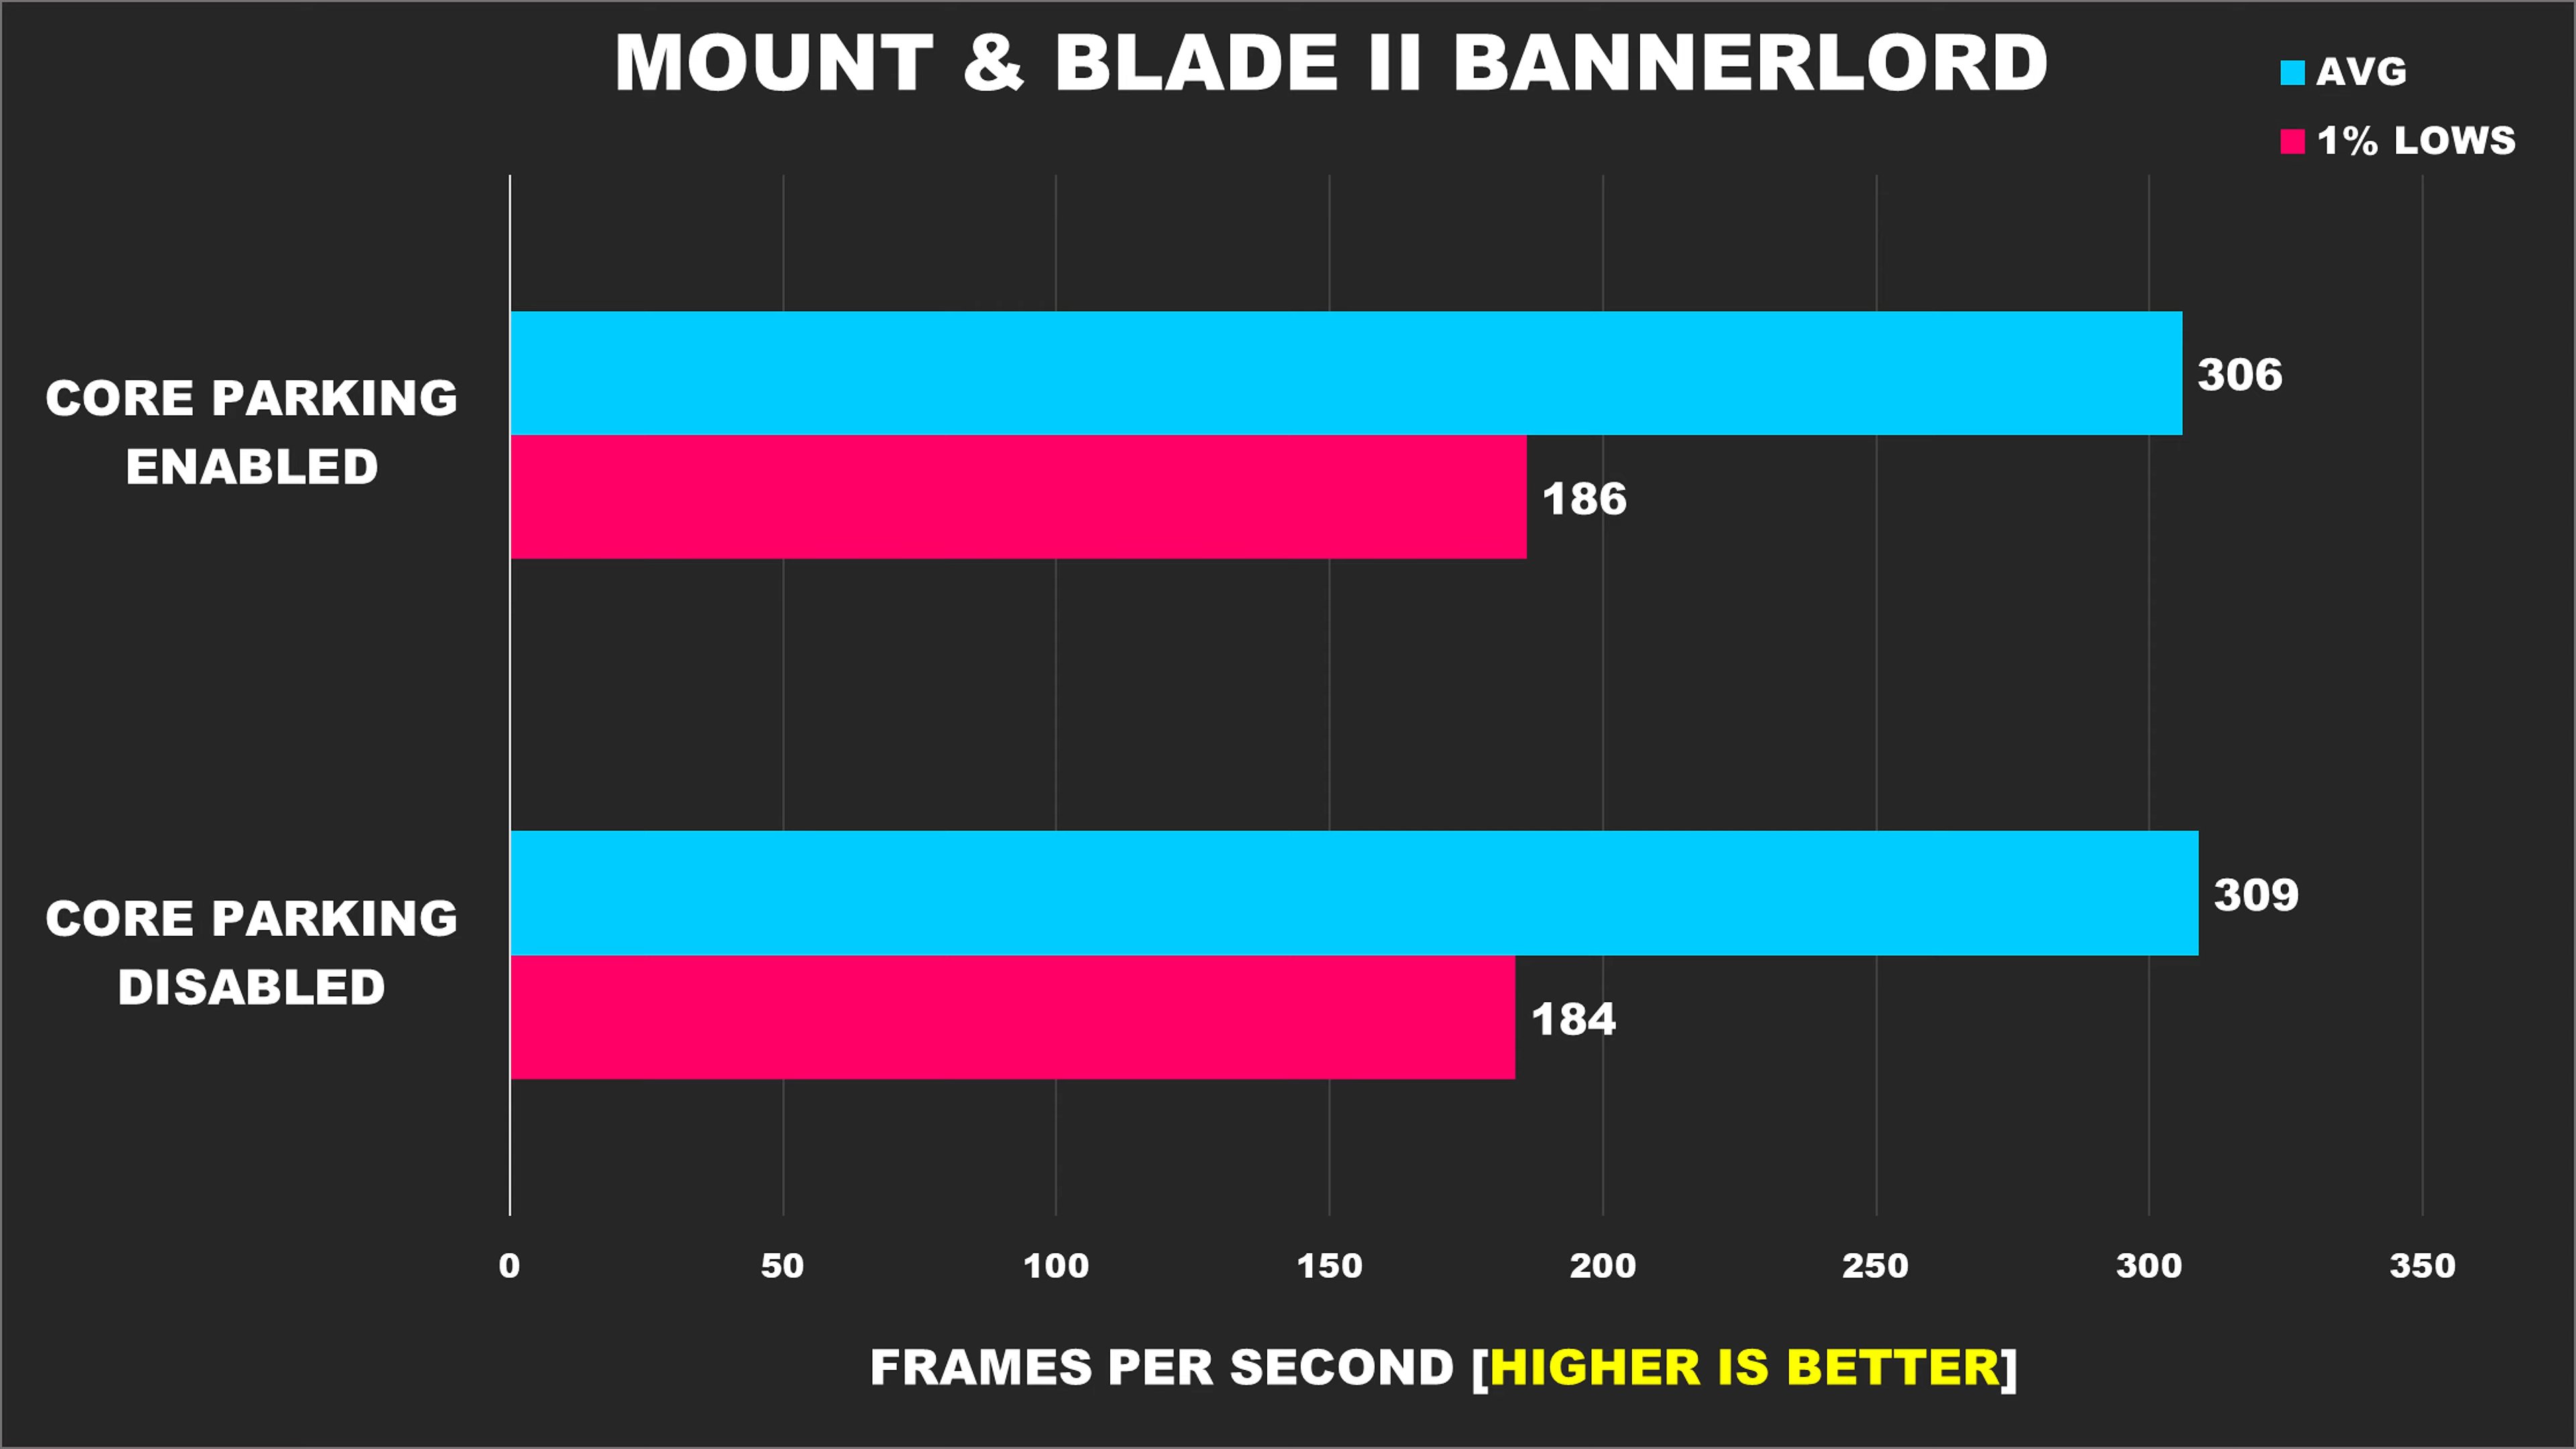 MOUNT & BLADE II BANNERLORD
AVG
1% LOWS
CORE PARKING
ENABLED
306
186
CORE PARKING
DISABLED
309
184
0 50 100 150 200 250 300 350
FRAMES PER SECOND [HIGHER IS BETTER]